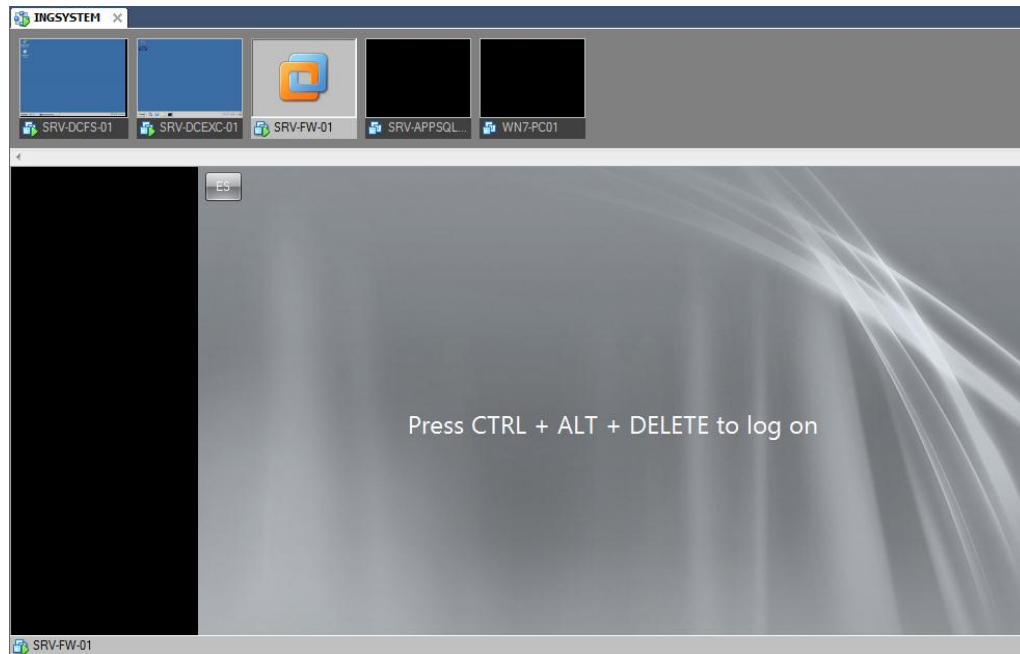 INGSYSTEM
SRV-DCFS-01
SRV-DCEXC-01
SRV-FW-01
SRV-APPSQL...
WN7-PC01
ES
Press CTRL + ALT + DELETE to log on
SRV-FW-01